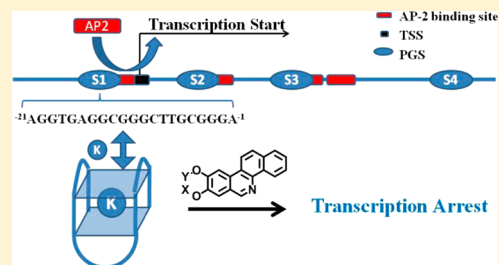 AP2
Transcription Start
AP-2 binding site
TSS
PGS
S1
S2
S3
S4
-21AGGTGAGGCGGGCTTGCGGGA-1
K
K
Y
O
X
O
N
Transcription Arrest